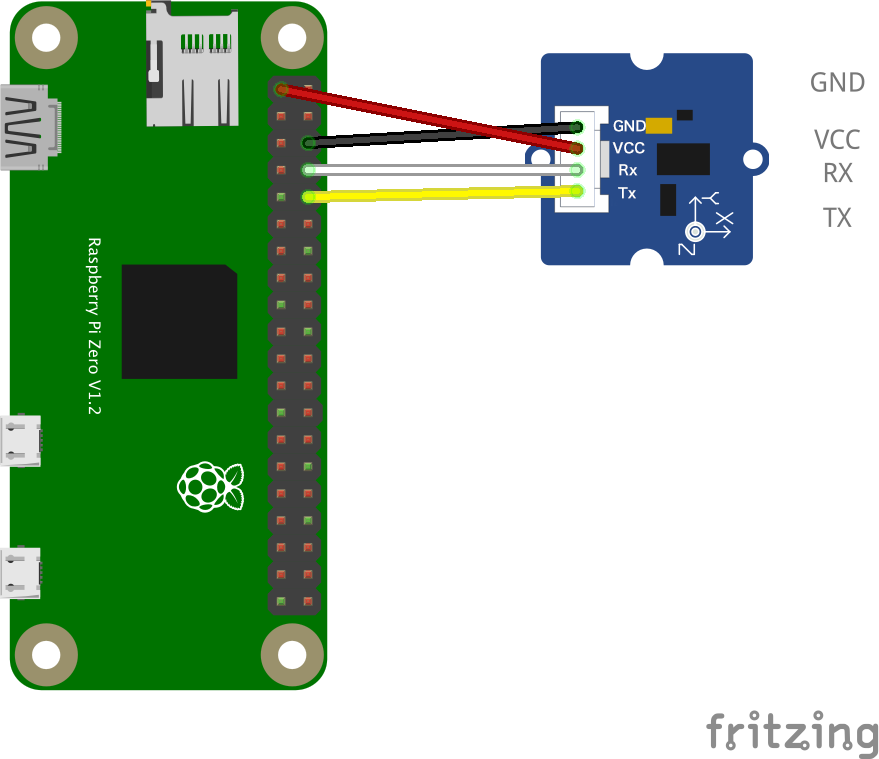 GND
VCC
RX
TX
GND
VCC
Rx
Tx
Y
X
Z
Raspberry Pi Zero V1.2
fritzing